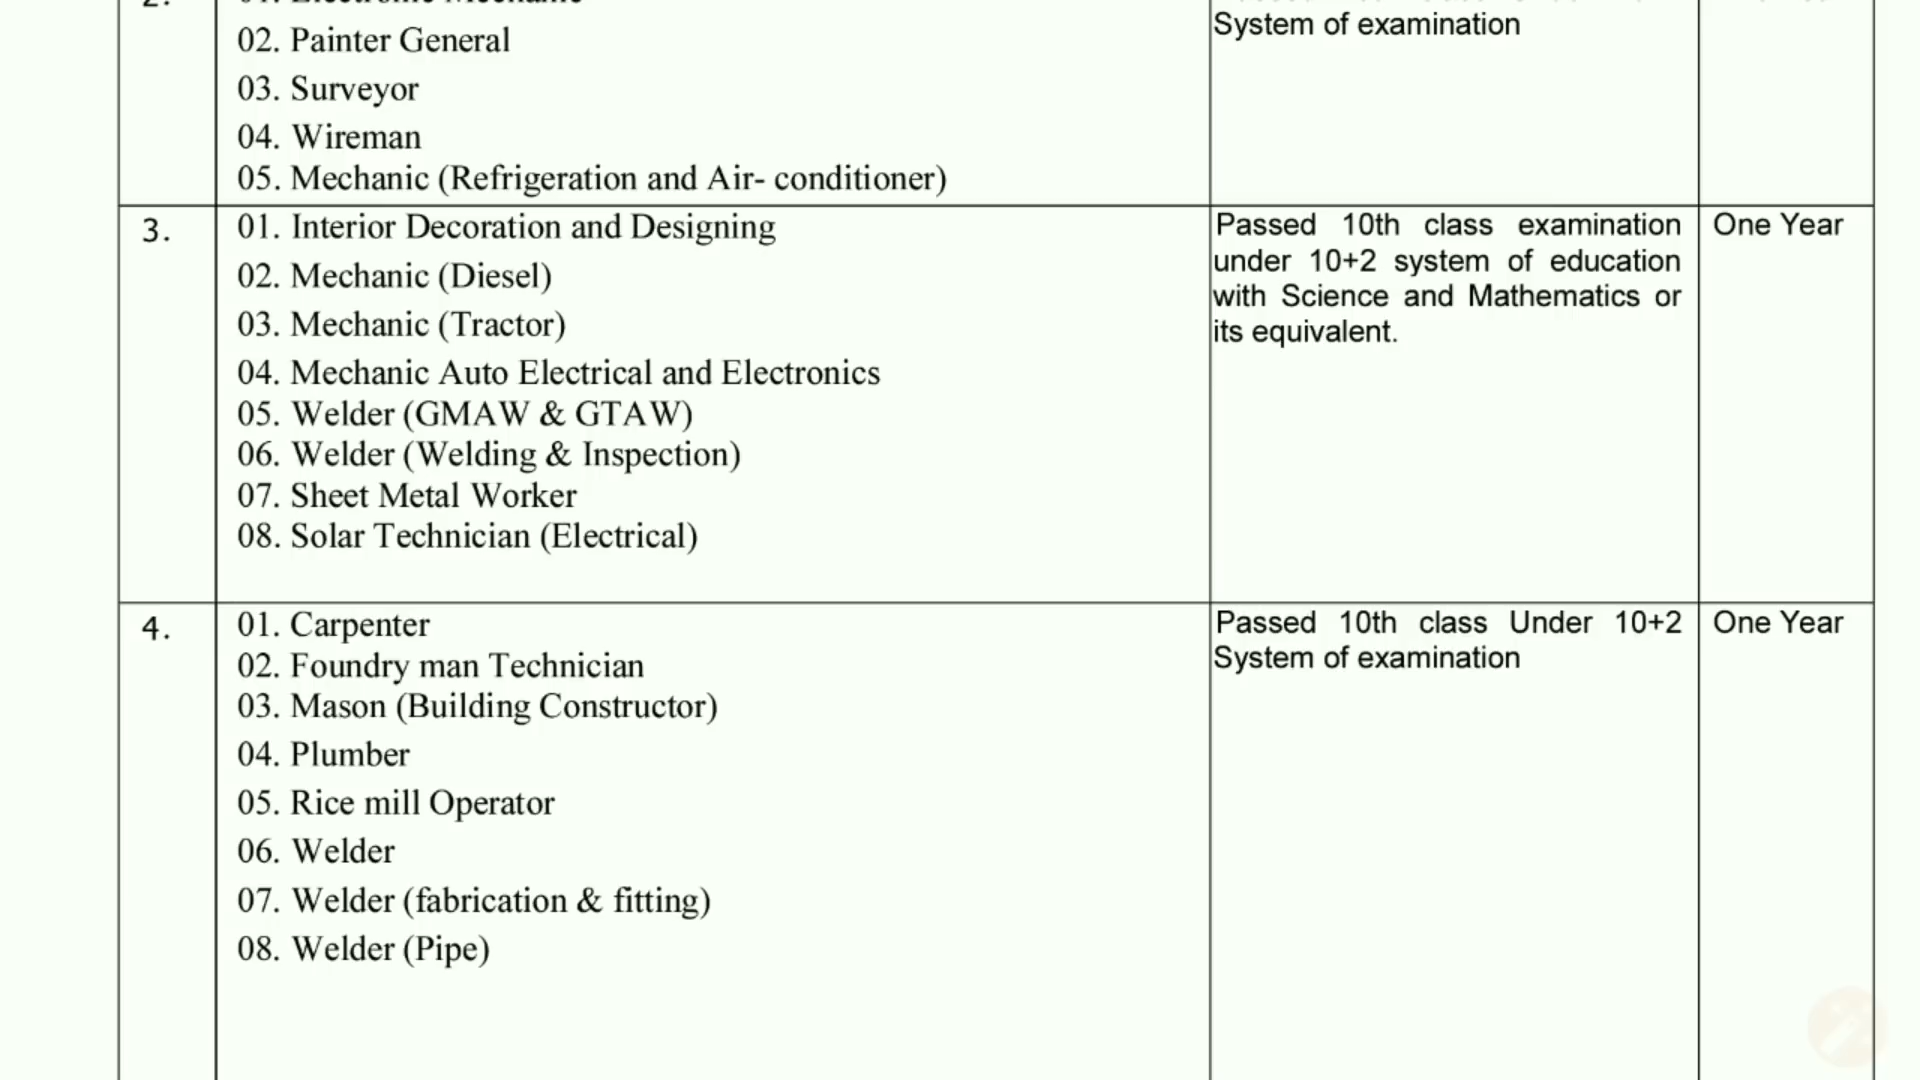 02. Painter General
03. Surveyor
04. Wireman
05. Mechanic (Refrigeration and Air- conditioner)
System of examination
3.
01. Interior Decoration and Designing
02. Mechanic (Diesel)
03. Mechanic (Tractor)
04. Mechanic Auto Electrical and Electronics
05. Welder (GMAW & GTAW)
06. Welder (Welding & Inspection)
07. Sheet Metal Worker
08. Solar Technician (Electrical)
Passed 10th class examination
under 10+2 system of education
with Science and Mathematics or
its equivalent.
One Year
4.
01. Carpenter
02. Foundry man Technician
03. Mason (Building Constructor)
04. Plumber
05. Rice mill Operator
06. Welder
07. Welder (fabrication & fitting)
08. Welder (Pipe)
Passed 10th class Under 10+2
System of examination
One Year